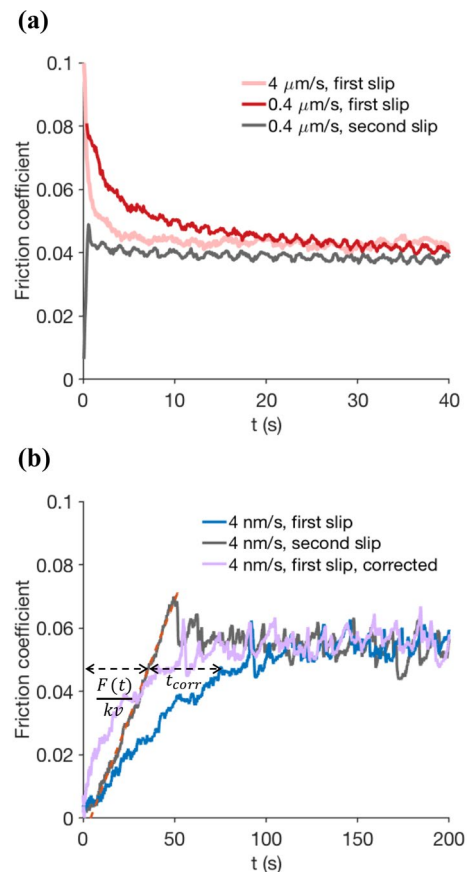 (a)
0.1
0.08
0.06
0.04
0.02
0
Friction coefficient
4 μm/s, first slip
0.4 μm/s, first slip
0.4 μm/s, second slip
0
10
20
30
40
t (s)
(b)
0.1
0.08
0.06
0.04
0.02
0
Friction coefficient
4 nm/s, first slip
4 nm/s, second slip
4 nm/s, first slip, corrected
F(t)
kv
t_corr
0
50
100
150
200
t (s)